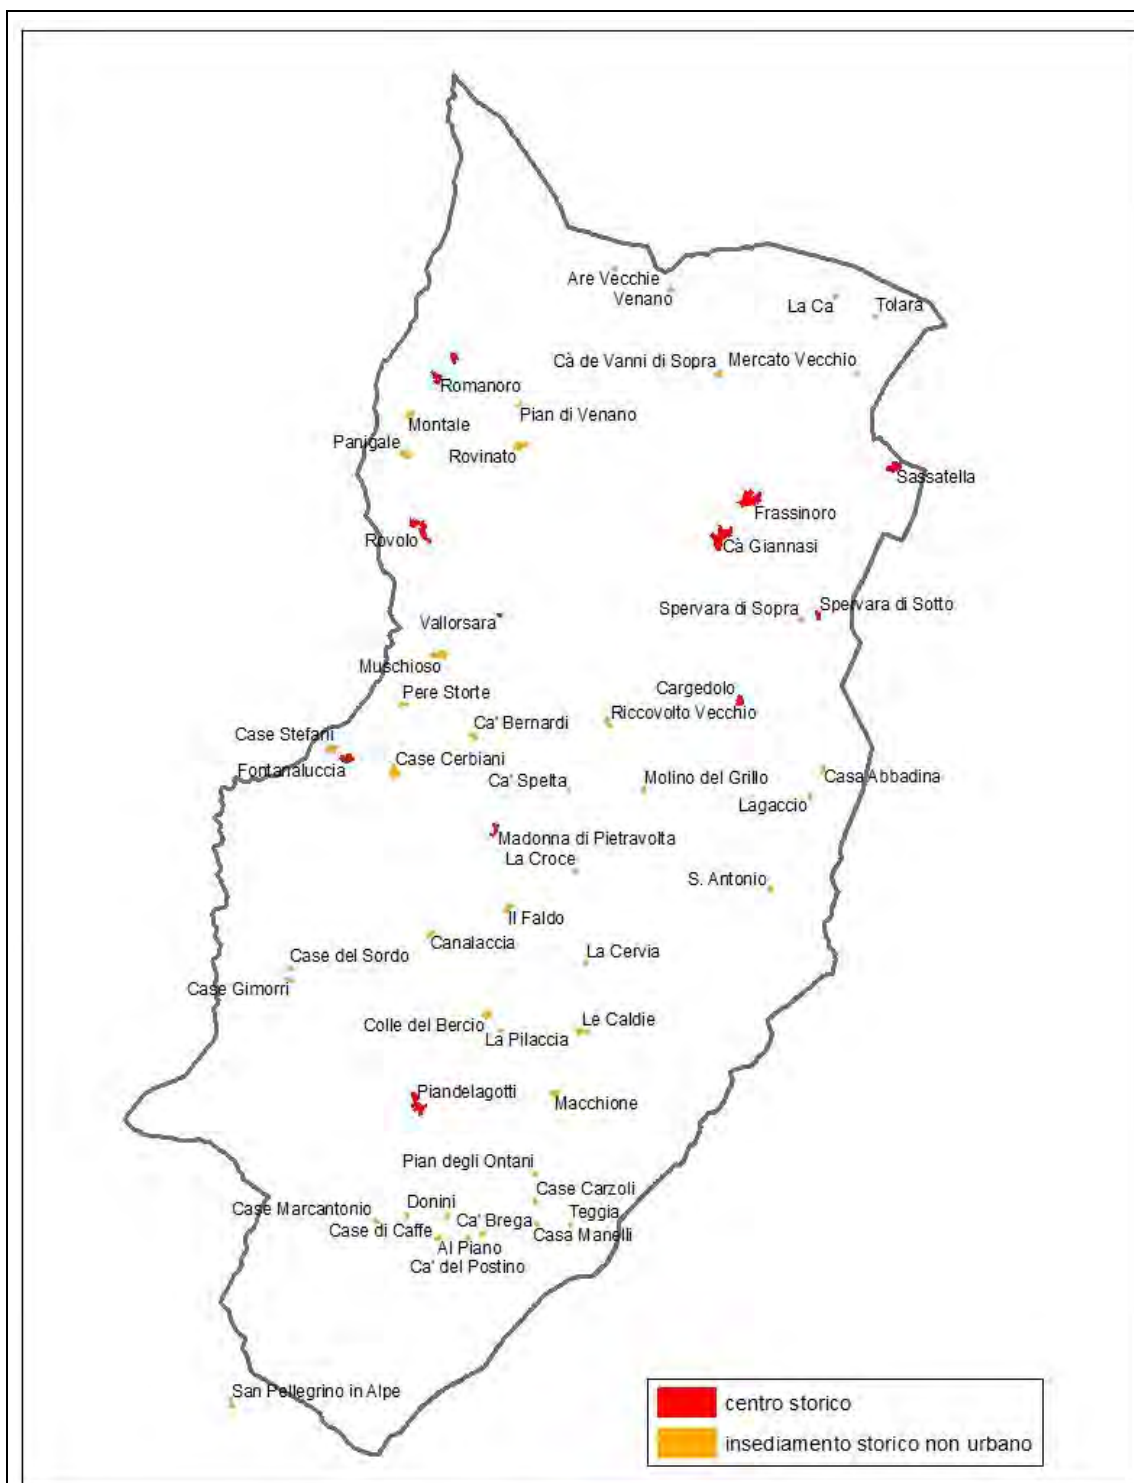 Are Vecchie
Venano
La Ca
Tolara
Cà de Vanni di Sopra
Mercato Vecchio
Romanoro
Pian di Venano
Montale
Panigale
Rovinato
Sassatella
Frassinoro
Rovolo
Cà Giannasi
Spervara di Sopra
Spervara di Sotto
Vallorsara
Muschioso
Pere Storte
Cargedolo
Riccovolto Vecchio
Ca' Bernardi
Case Stefani
Fontanaluccia
Case Cerbiani
Ca' Spelta
Molino del Grillo
Casa Abbadina
Lagaccio
Madonna di Pietravolta
La Croce
S. Antonio
Il Faldo
Canalaccia
La Cervia
Case del Sordo
Case Gimorri
Colle del Bercio
La Pilaccia
Le Caldie
Piandelagotti
Macchione
Pian degli Ontani
Case Carzoli
Case Marcantonio
Donini
Teggia
Case di Caffe
Ca' Brega
Casa Manelli
Al Piano
Ca' del Postino
San Pellegrino in Alpe
centro storico
insediamento storico non urbano